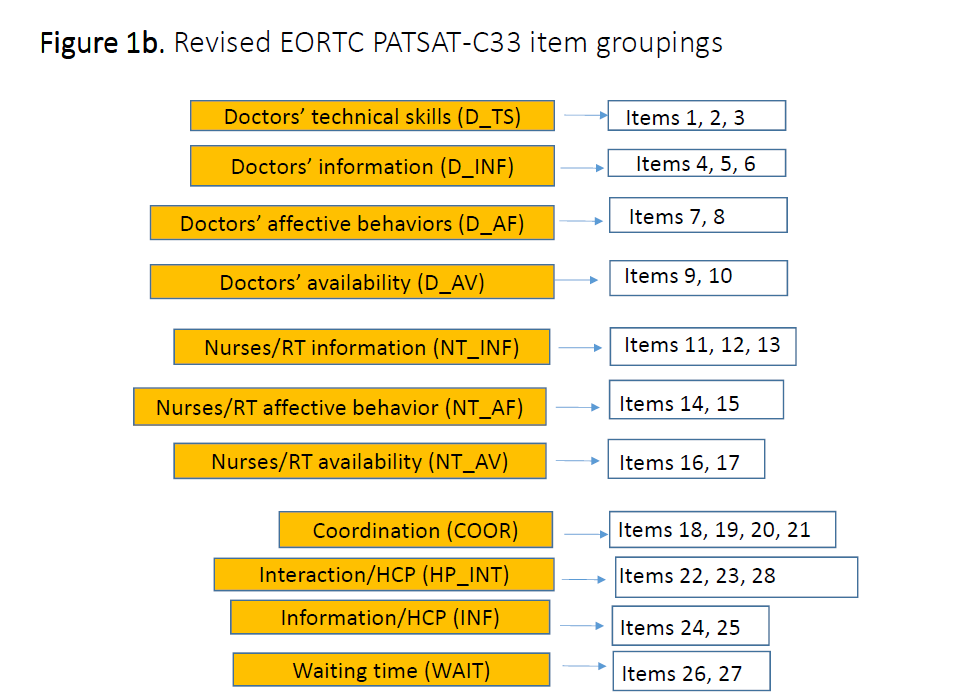 Figure 1b. Revised EORTC PATSAT-C33 item groupings
Doctors’ technical skills (D_TS) Items 1, 2, 3
Doctors’ information (D_INF) Items 4, 5, 6
Doctors’ affective behaviors (D_AF) Items 7, 8
Doctors’ availability (D_AV) Items 9, 10
Nurses/RT information (NT_INF) Items 11, 12, 13
Nurses/RT affective behavior (NT_AF) Items 14, 15
Nurses/RT availability (NT_AV) Items 16, 17
Coordination (COOR) Items 18, 19, 20, 21
Interaction/HCP (HP_INT) Items 22, 23, 28
Information/HCP (INF) Items 24, 25
Waiting time (WAIT) Items 26, 27